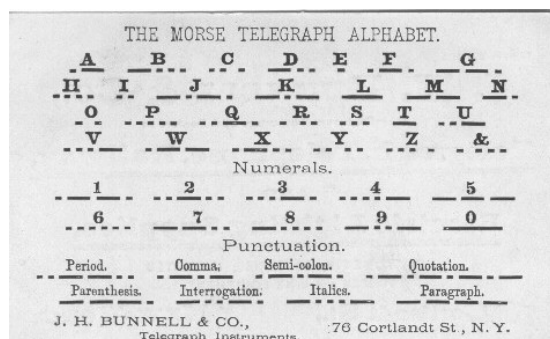 THE MORSE TELEGRAPH ALPHABET.
A B C D E F G
H I J K L M N
O P Q R S T U
V W X Y Z &
Numerals.
1 2 3 4 5
6 7 8 9 0
Punctuation.
Period. Comma. Semi-colon. Quotation.
Parenthesis. Interrogation. Italics. Paragraph.
J. H. BUNNELL & CO., 76 Cortlandt St., N. Y.
Telegraph Instruments